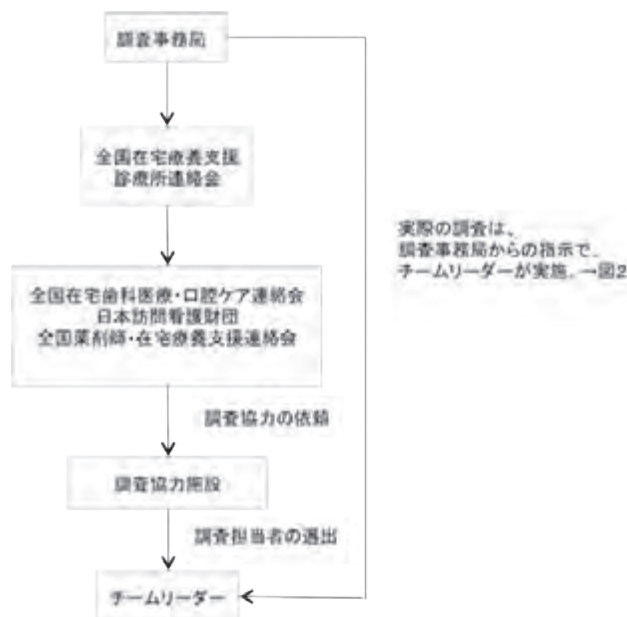 調査事務局
全国在宅療養支援
診療所連絡会
実際の調査は、
調査事務局からの指示で、
チームリーダーが実施。→図2
全国在宅歯科医療・口腔ケア連絡会
日本訪問看護財団
全国薬剤師・在宅療養支援連絡会
調査協力の依頼
調査協力施設
調査担当者の選出
チームリーダー